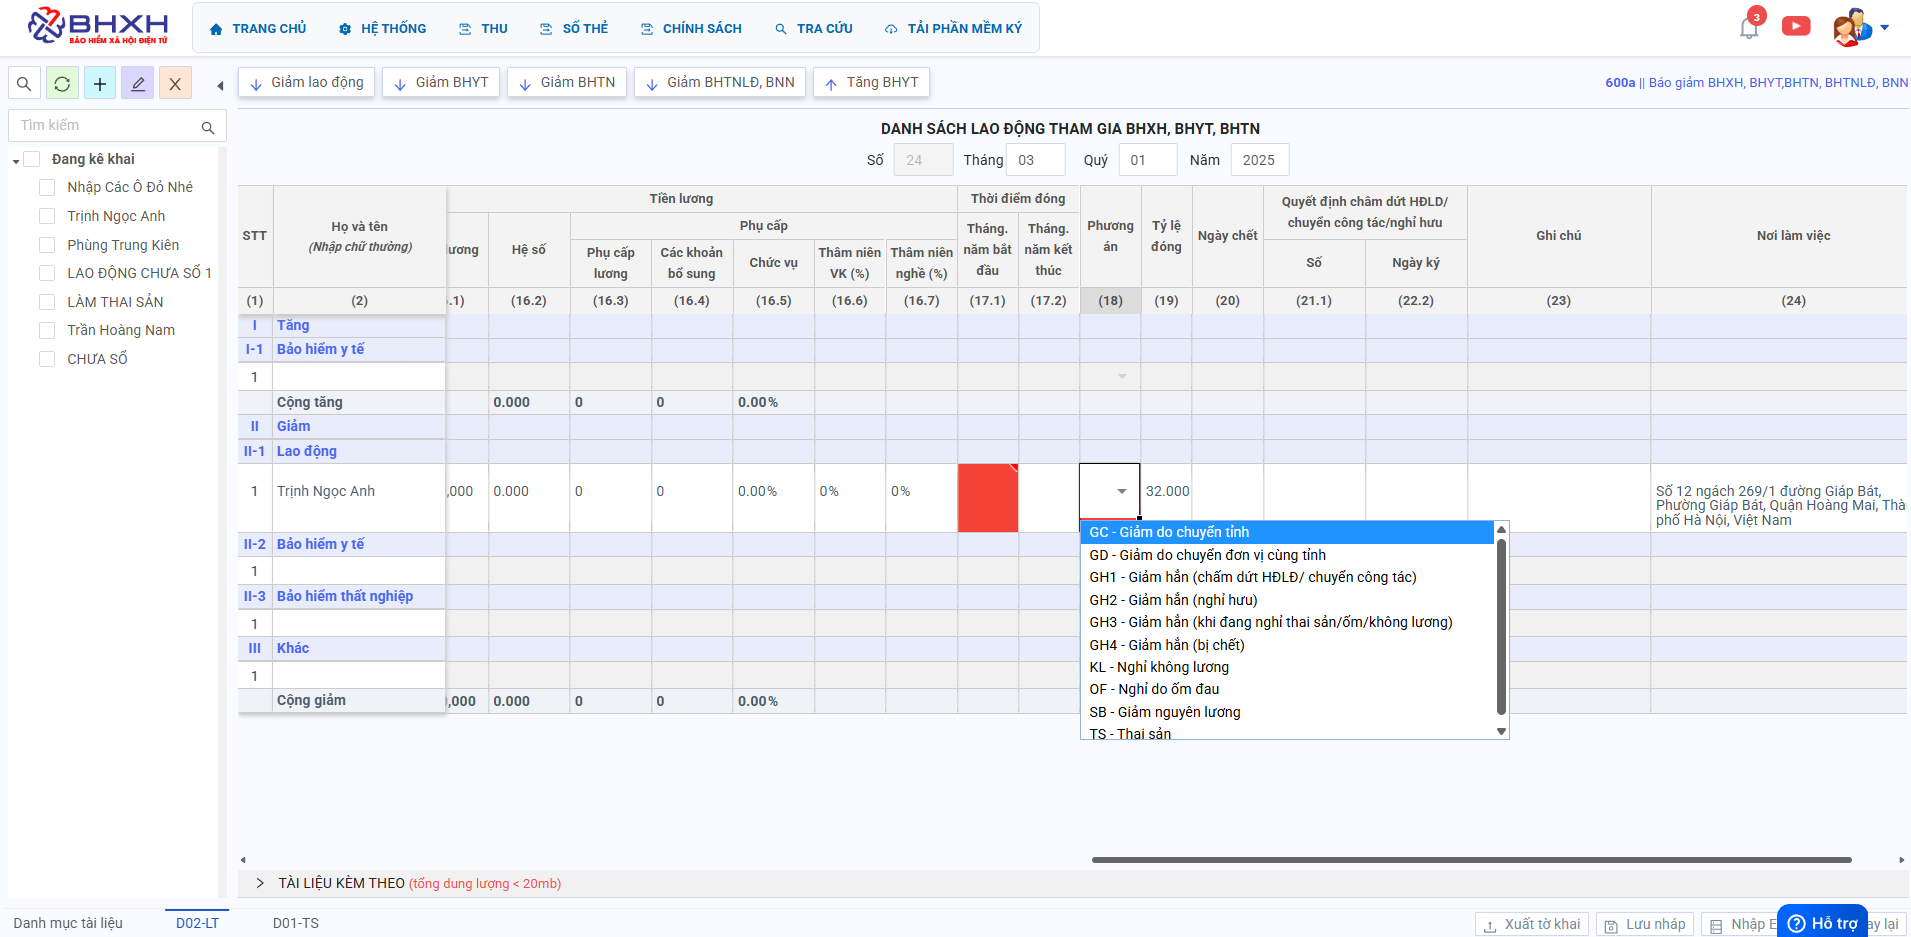 BHXH
BẢO HIỂM XÃ HỘI ĐIỆN TỬ
TRANG CHỦ
HỆ THỐNG
THU
SỐ THẺ
CHÍNH SÁCH
TRA CỨU
TẢI PHẦN MỀM KÝ
3
Giảm lao động
Giảm BHYT
Giảm BHTN
Giảm BHTNLĐ, BNN
Tăng BHYT
600a || Báo giảm BHXH, BHYT,BHTN, BHTNLĐ, BNN
Tìm kiếm
Đang kê khai
Nhập Các Ô Đỏ Nhé
Trịnh Ngọc Anh
Phùng Trung Kiên
LAO ĐỘNG CHƯA SỔ 1
LÀM THAI SẢN
Trần Hoàng Nam
CHƯA SỔ
DANH SÁCH LAO ĐỘNG THAM GIA BHXH, BHYT, BHTN
Số 24 Tháng 03 Quý 01 Năm 2025
STT
Họ và tên
(Nhập chữ thường)
Tiền lương
lương
Hệ số
Phụ cấp
Phụ cấp lương
Các khoản bổ sung
Chức vụ
Thâm niên VK (%)
Thâm niên nghề (%)
Thời điểm đóng
Tháng. năm bắt đầu
Tháng. năm kết thúc
Phương án
Tỷ lệ đóng
Ngày chết
Quyết định châm dứt HĐLD/ chuyển công tác/nghỉ hưu
Số
Ngày ký
Ghi chú
Nơi làm việc
(1) (2) .1) (16.2) (16.3) (16.4) (16.5) (16.6) (16.7) (17.1) (17.2) (18) (19) (20) (21.1) (22.2) (23) (24)
I Tăng
I-1 Bảo hiểm y tế
1
Cộng tăng 0.000 0 0 0.00%
II Giảm
II-1 Lao động
1 Trịnh Ngọc Anh ,000 0.000 0 0 0.00% 0% 0% 32.000
Số 12 ngách 269/1 đường Giáp Bát,
Phường Giáp Bát, Quận Hoàng Mai, Thà
phố Hà Nội, Việt Nam
II-2 Bảo hiểm y tế
1
II-3 Bảo hiểm thất nghiệp
1
III Khác
1
Cộng giảm ,000 0.000 0 0 0.00%
GC - Giảm do chuyển tỉnh
GD - Giảm do chuyển đơn vị cùng tỉnh
GH1 - Giảm hẳn (chấm dứt HĐLĐ/ chuyển công tác)
GH2 - Giảm hẳn (nghỉ hưu)
GH3 - Giảm hẳn (khi đang nghỉ thai sản/ốm/không lương)
GH4 - Giảm hẳn (bị chết)
KL - Nghỉ không lương
OF - Nghỉ do ốm đau
SB - Giảm nguyên lương
TS - Thai sản
TÀI LIỆU KÈM THEO (tổng dung lượng < 20mb)
Danh mục tài liệu
D02-LT
D01-TS
Xuất tờ khai
Lưu nháp
Nhập E
Hỗ trợ
ay lại